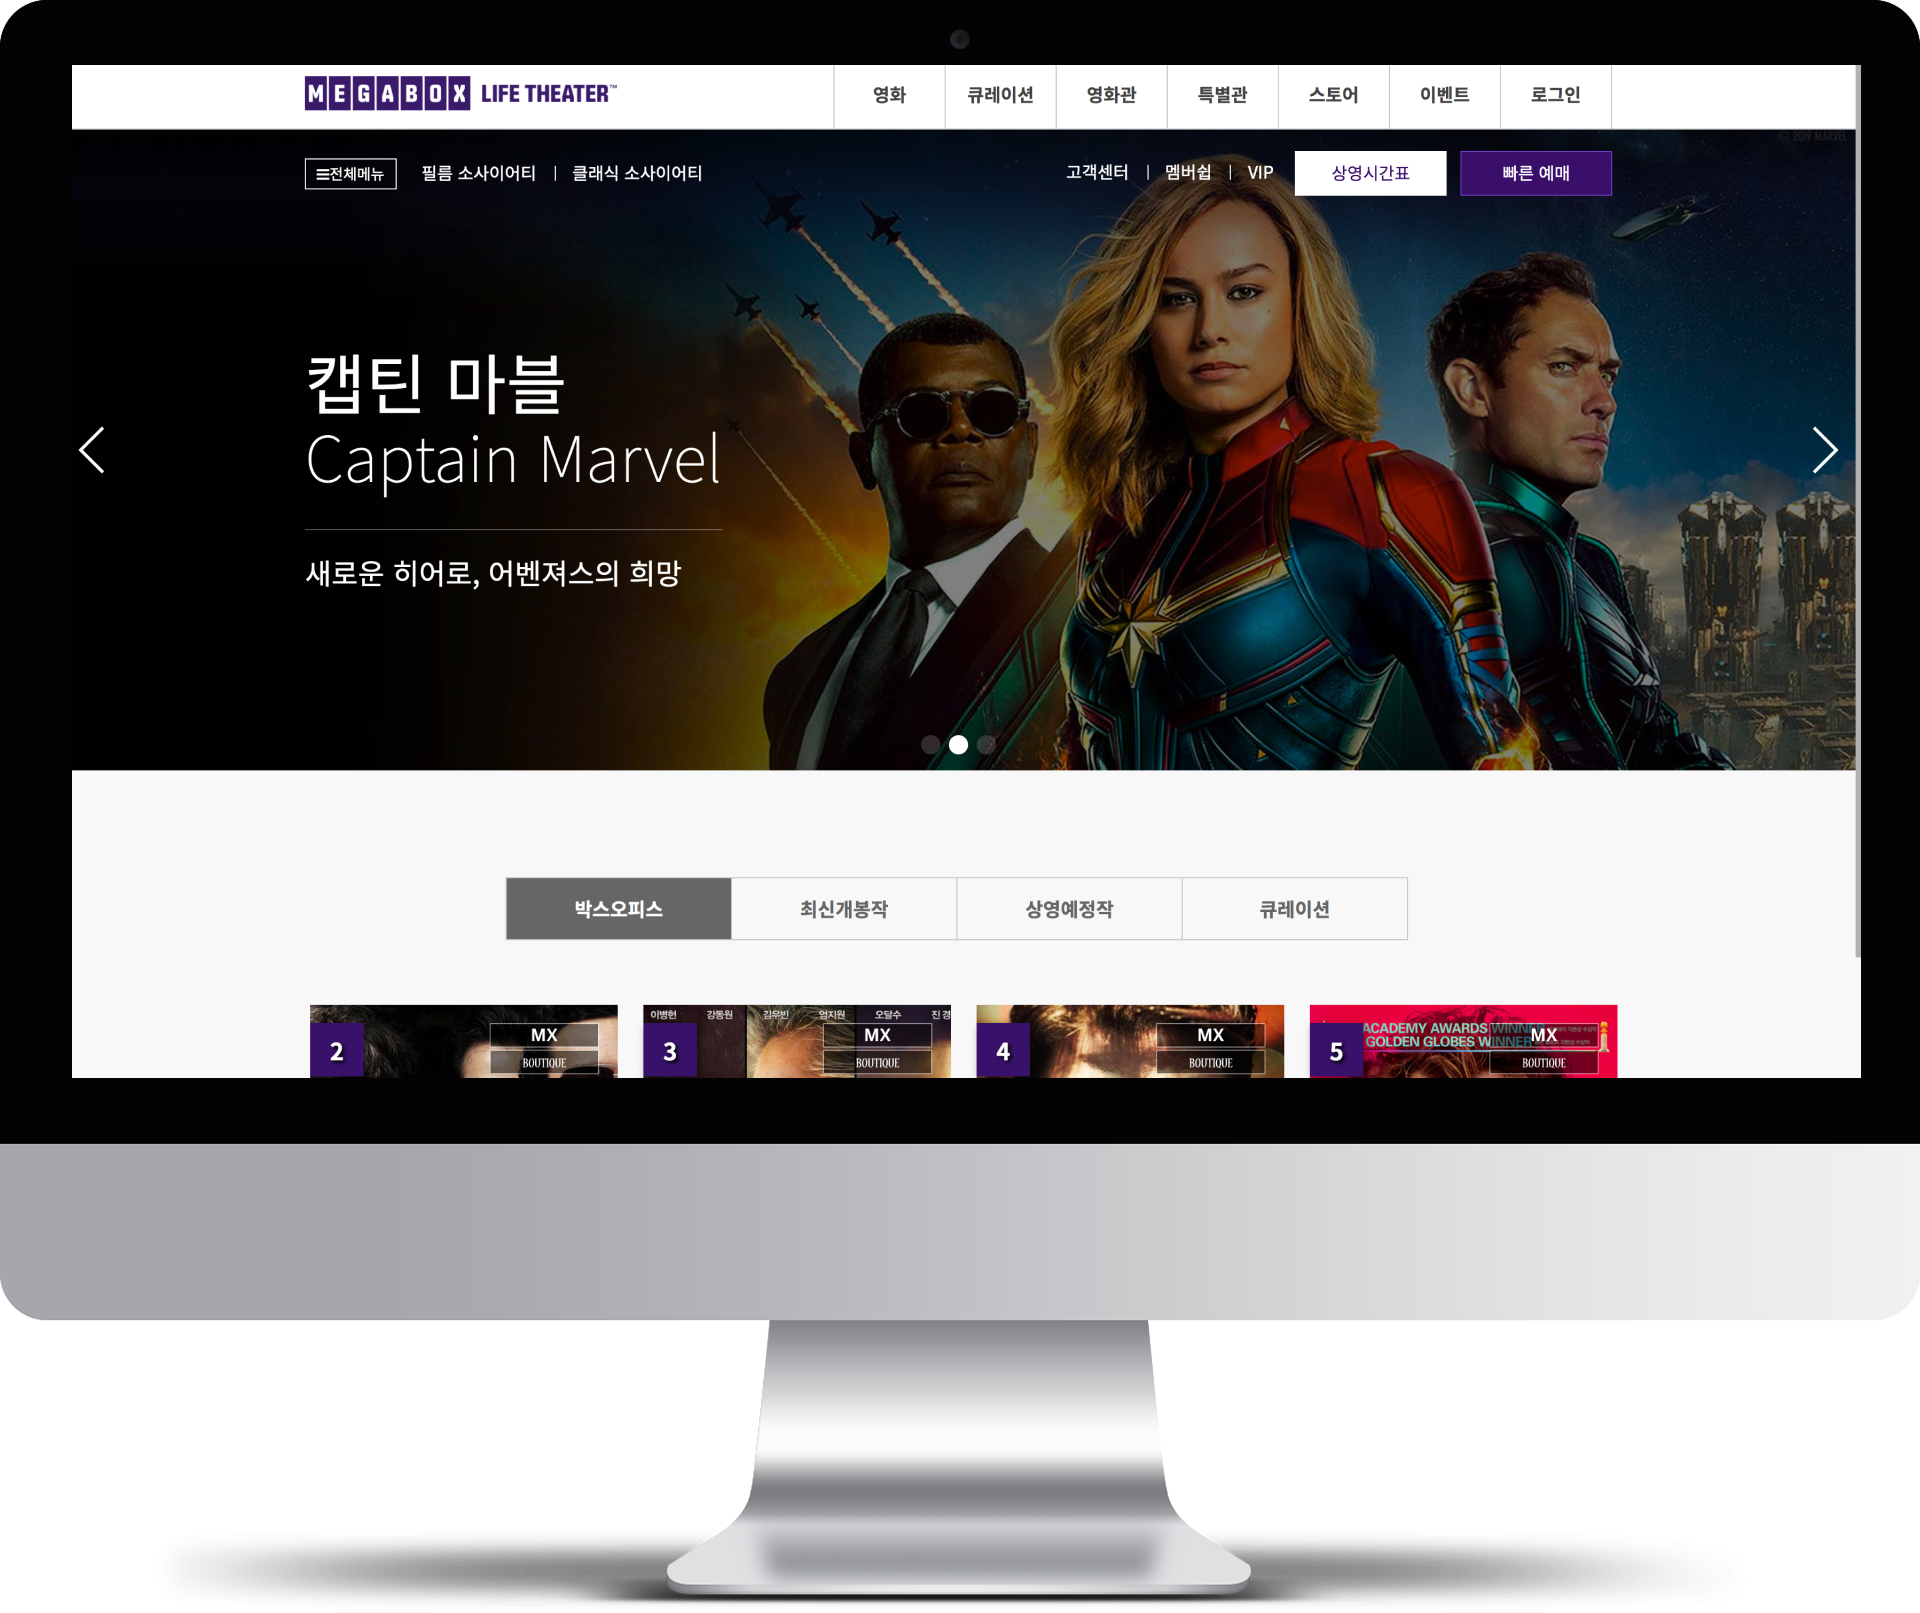 MEGABOX LIFE THEATER™
영화 큐레이션 영화관 특별관 스토어 이벤트 로그인
© 2019 MARVEL
전체메뉴 필름 소사이어티 | 클래식 소사이어티
고객센터 | 멤버쉽 | VIP 상영시간표 빠른 예매
캡틴 마블
Captain Marvel
새로운 히어로, 어벤져스의 희망
박스오피스 최신개봉작 상영예정작 큐레이션
2
MX
BOUTIQUE
이병헌 강동원 김우빈 엄지원 오달수 진경
3
MX
BOUTIQUE
4
MX
BOUTIQUE
ACADEMY AWARDS WINNER
GOLDEN GLOBES WINNER
5
MX
BOUTIQUE